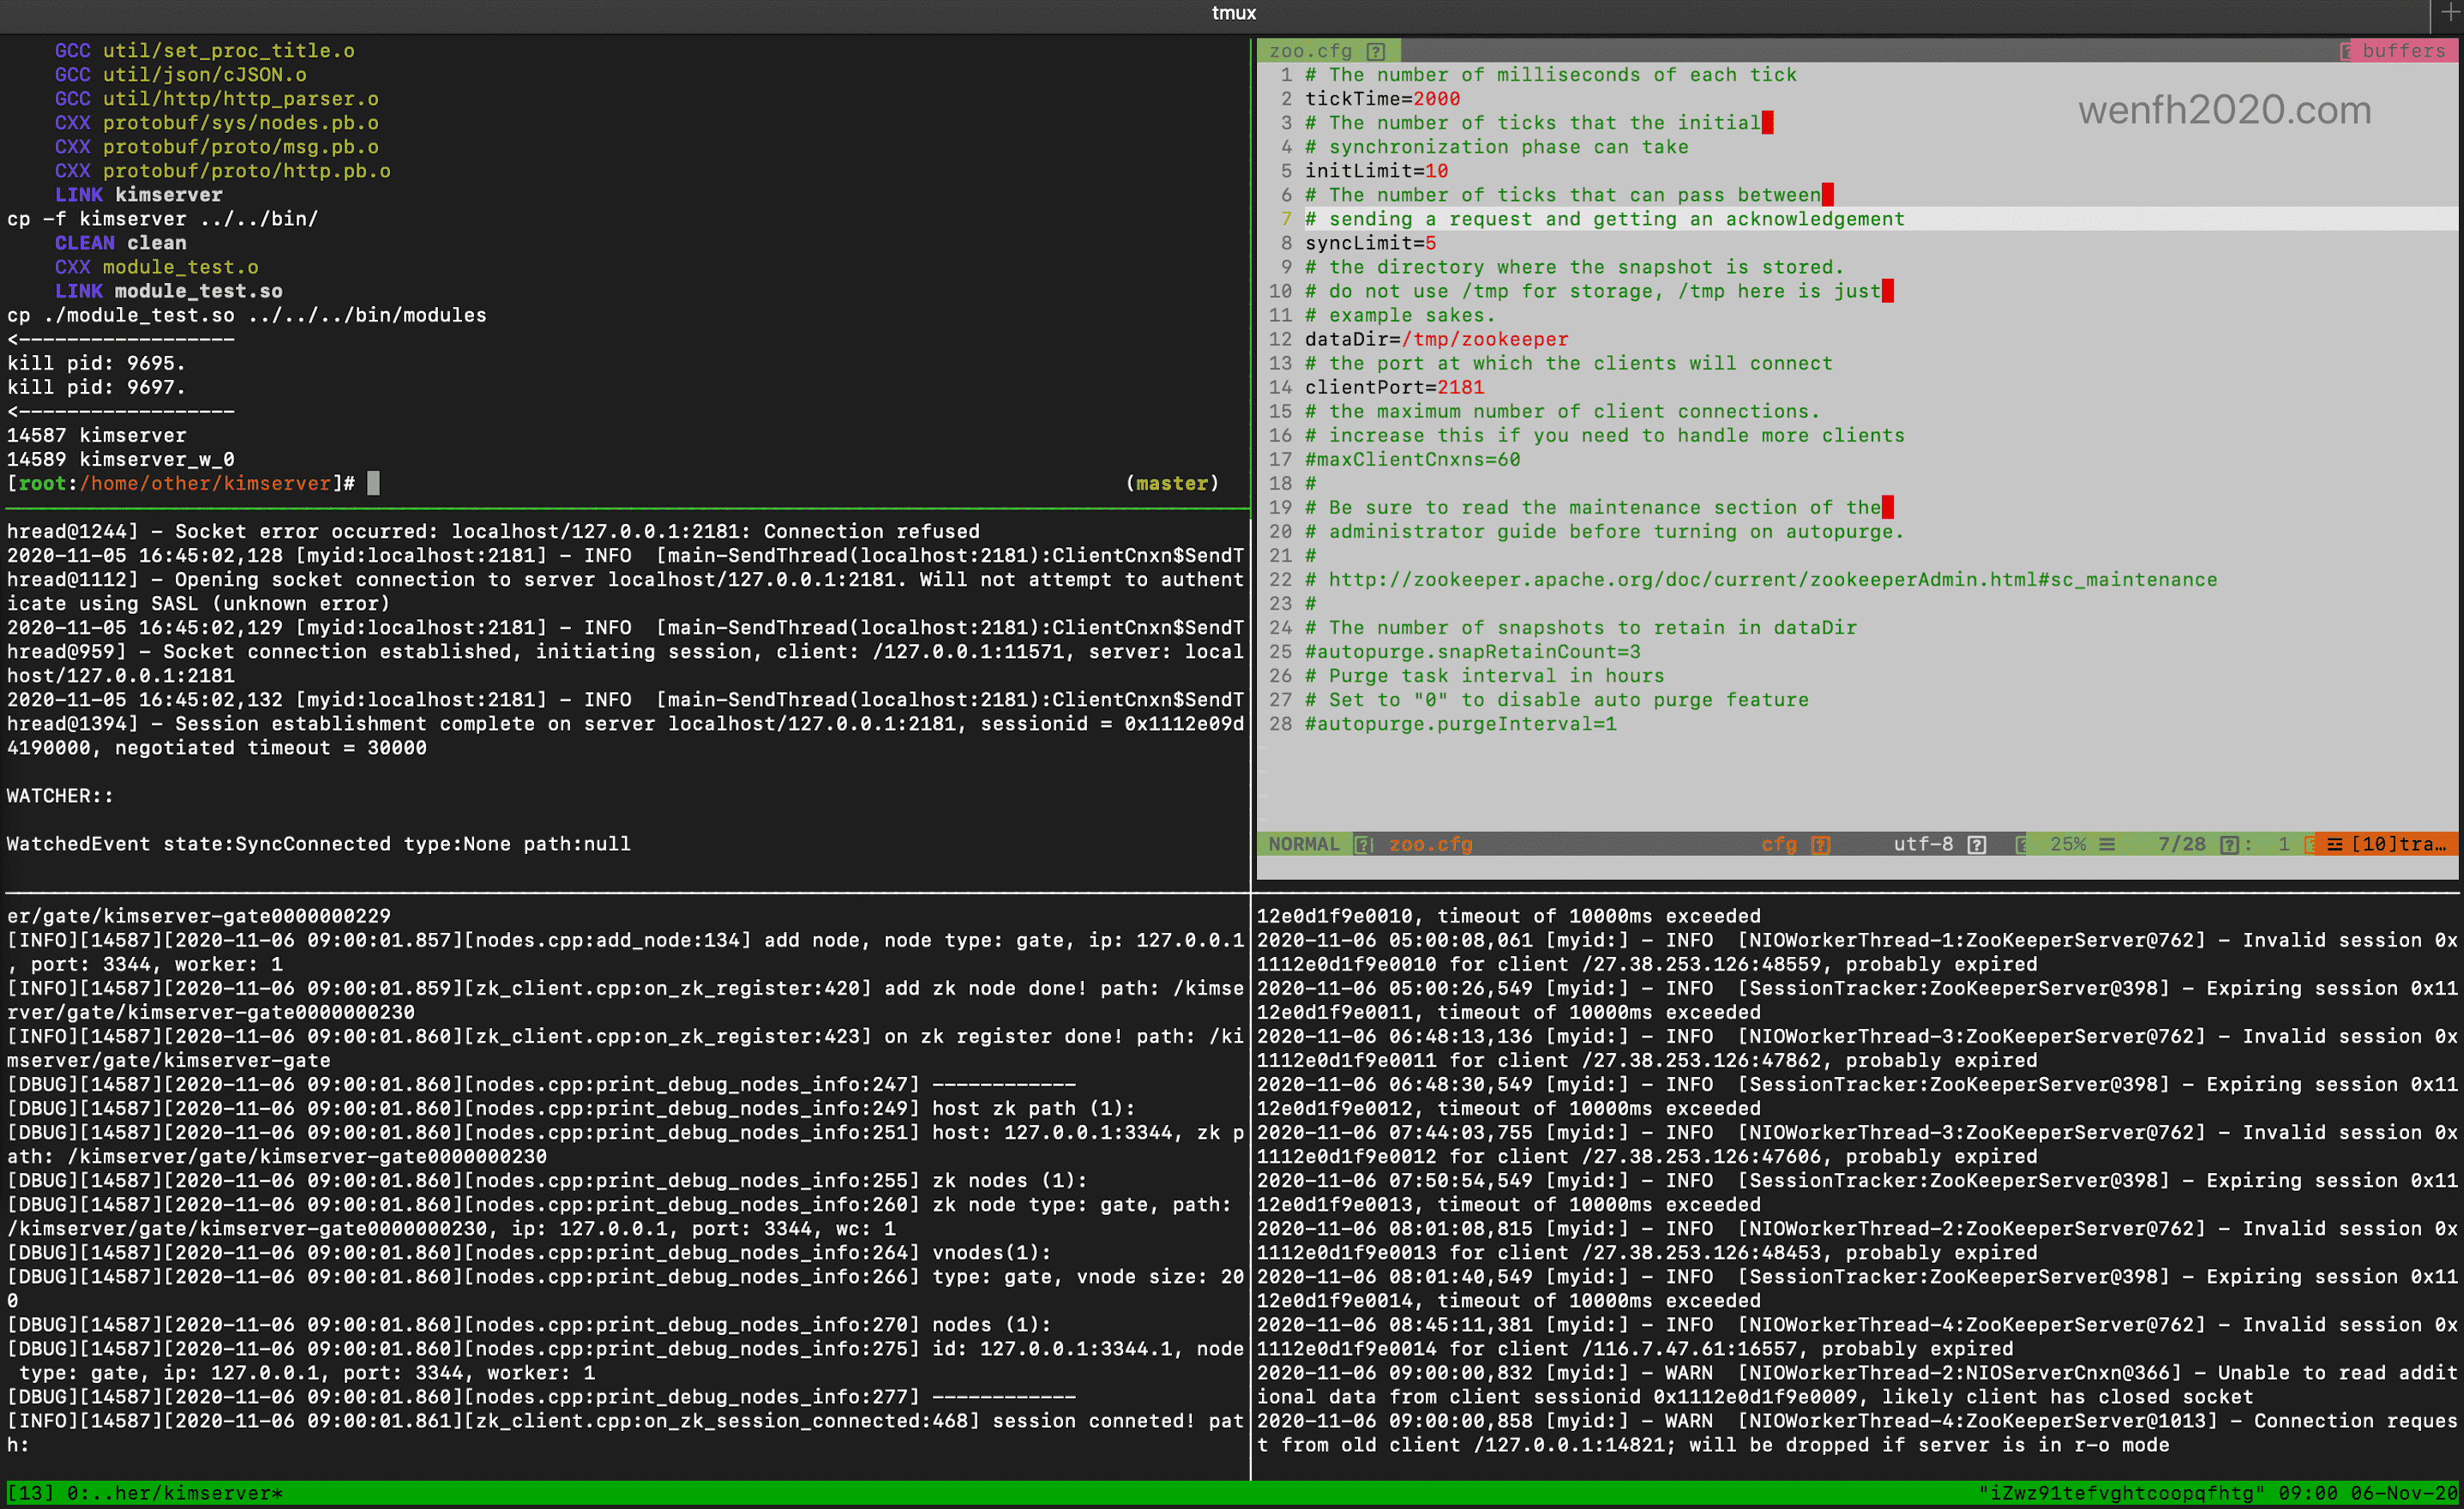 tmux
GCC util/set_proc_title.o
GCC util/json/cJSON.o
GCC util/http/http_parser.o
CXX protobuf/sys/nodes.pb.o
CXX protobuf/proto/msg.pb.o
CXX protobuf/proto/http.pb.o
LINK kimserver
cp -f kimserver ../../bin/
CLEAN clean
CXX module_test.o
LINK module_test.so
cp ./module_test.so ../../../bin/modules
<------------------
kill pid: 9695.
kill pid: 9697.
<------------------
14587 kimserver
14589 kimserver_w_0
[root:/home/other/kimserver]# (master)
hread@1244] - Socket error occurred: localhost/127.0.0.1:2181: Connection refused
2020-11-05 16:45:02,128 [myid:localhost:2181] - INFO  [main-SendThread(localhost:2181):ClientCnxn$SendT
hread@1112] - Opening socket connection to server localhost/127.0.0.1:2181. Will not attempt to authent
icate using SASL (unknown error)
2020-11-05 16:45:02,129 [myid:localhost:2181] - INFO  [main-SendThread(localhost:2181):ClientCnxn$SendT
hread@959] - Socket connection established, initiating session, client: /127.0.0.1:11571, server: local
host/127.0.0.1:2181
2020-11-05 16:45:02,132 [myid:localhost:2181] - INFO  [main-SendThread(localhost:2181):ClientCnxn$SendT
hread@1394] - Session establishment complete on server localhost/127.0.0.1:2181, sessionid = 0x1112e09d
4190000, negotiated timeout = 30000
WATCHER::
WatchedEvent state:SyncConnected type:None path:null
zoo.cfg buffers
1 # The number of milliseconds of each tick
2 tickTime=2000
wenfh2020.com
3 # The number of ticks that the initial
4 # synchronization phase can take
5 initLimit=10
6 # The number of ticks that can pass between
7 # sending a request and getting an acknowledgement
8 syncLimit=5
9 # the directory where the snapshot is stored.
10 # do not use /tmp for storage, /tmp here is just
11 # example sakes.
12 dataDir=/tmp/zookeeper
13 # the port at which the clients will connect
14 clientPort=2181
15 # the maximum number of client connections.
16 # increase this if you need to handle more clients
17 #maxClientCnxns=60
18 #
19 # Be sure to read the maintenance section of the
20 # administrator guide before turning on autopurge.
21 #
22 # http://zookeeper.apache.org/doc/current/zookeeperAdmin.html#sc_maintenance
23 #
24 # The number of snapshots to retain in dataDir
25 #autopurge.snapRetainCount=3
26 # Purge task interval in hours
27 # Set to "0" to disable auto purge feature
28 #autopurge.purgeInterval=1
NORMAL zoo.cfg cfg utf-8 25% ☰ 7/28 : 1 ☲ [10]tra…
er/gate/kimserver-gate0000000229
[INFO][14587][2020-11-06 09:00:01.857][nodes.cpp:add_node:134] add node, node type: gate, ip: 127.0.0.1
, port: 3344, worker: 1
[INFO][14587][2020-11-06 09:00:01.859][zk_client.cpp:on_zk_register:420] add zk node done! path: /kimse
rver/gate/kimserver-gate0000000230
[INFO][14587][2020-11-06 09:00:01.860][zk_client.cpp:on_zk_register:423] on zk register done! path: /ki
mserver/gate/kimserver-gate
[DBUG][14587][2020-11-06 09:00:01.860][nodes.cpp:print_debug_nodes_info:247] ------------
[DBUG][14587][2020-11-06 09:00:01.860][nodes.cpp:print_debug_nodes_info:249] host zk path (1):
[DBUG][14587][2020-11-06 09:00:01.860][nodes.cpp:print_debug_nodes_info:251] host: 127.0.0.1:3344, zk p
ath: /kimserver/gate/kimserver-gate0000000230
[DBUG][14587][2020-11-06 09:00:01.860][nodes.cpp:print_debug_nodes_info:255] zk nodes (1):
[DBUG][14587][2020-11-06 09:00:01.860][nodes.cpp:print_debug_nodes_info:260] zk node type: gate, path:
/kimserver/gate/kimserver-gate0000000230, ip: 127.0.0.1, port: 3344, wc: 1
[DBUG][14587][2020-11-06 09:00:01.860][nodes.cpp:print_debug_nodes_info:264] vnodes(1):
[DBUG][14587][2020-11-06 09:00:01.860][nodes.cpp:print_debug_nodes_info:266] type: gate, vnode size: 20
0
[DBUG][14587][2020-11-06 09:00:01.860][nodes.cpp:print_debug_nodes_info:270] nodes (1):
[DBUG][14587][2020-11-06 09:00:01.860][nodes.cpp:print_debug_nodes_info:275] id: 127.0.0.1:3344.1, node
type: gate, ip: 127.0.0.1, port: 3344, worker: 1
[DBUG][14587][2020-11-06 09:00:01.860][nodes.cpp:print_debug_nodes_info:277] ------------
[INFO][14587][2020-11-06 09:00:01.861][zk_client.cpp:on_zk_session_connected:468] session conneted! pat
h:
12e0d1f9e0010, timeout of 10000ms exceeded
2020-11-06 05:00:08,061 [myid:] - INFO  [NIOWorkerThread-1:ZooKeeperServer@762] - Invalid session 0x
1112e0d1f9e0010 for client /27.38.253.126:48559, probably expired
2020-11-06 05:00:26,549 [myid:] - INFO  [SessionTracker:ZooKeeperServer@398] - Expiring session 0x11
12e0d1f9e0011, timeout of 10000ms exceeded
2020-11-06 06:48:13,136 [myid:] - INFO  [NIOWorkerThread-3:ZooKeeperServer@762] - Invalid session 0x
1112e0d1f9e0011 for client /27.38.253.126:47862, probably expired
2020-11-06 06:48:30,549 [myid:] - INFO  [SessionTracker:ZooKeeperServer@398] - Expiring session 0x11
12e0d1f9e0012, timeout of 10000ms exceeded
2020-11-06 07:44:03,755 [myid:] - INFO  [NIOWorkerThread-3:ZooKeeperServer@762] - Invalid session 0x
1112e0d1f9e0012 for client /27.38.253.126:47606, probably expired
2020-11-06 07:50:54,549 [myid:] - INFO  [SessionTracker:ZooKeeperServer@398] - Expiring session 0x11
12e0d1f9e0013, timeout of 10000ms exceeded
2020-11-06 08:01:08,815 [myid:] - INFO  [NIOWorkerThread-2:ZooKeeperServer@762] - Invalid session 0x
1112e0d1f9e0013 for client /27.38.253.126:48453, probably expired
2020-11-06 08:01:40,549 [myid:] - INFO  [SessionTracker:ZooKeeperServer@398] - Expiring session 0x11
12e0d1f9e0014, timeout of 10000ms exceeded
2020-11-06 08:45:11,381 [myid:] - INFO  [NIOWorkerThread-4:ZooKeeperServer@762] - Invalid session 0x
1112e0d1f9e0014 for client /116.7.47.61:16557, probably expired
2020-11-06 09:00:00,832 [myid:] - WARN  [NIOWorkerThread-2:NIOServerCnxn@366] - Unable to read addit
ional data from client sessionid 0x1112e0d1f9e0009, likely client has closed socket
2020-11-06 09:00:00,858 [myid:] - WARN  [NIOWorkerThread-4:ZooKeeperServer@1013] - Connection reques
t from old client /127.0.0.1:14821; will be dropped if server is in r-o mode
[13] 0:..her/kimserver* "iZwz91tefvghtcoopqfhtg" 09:00 06-Nov-20